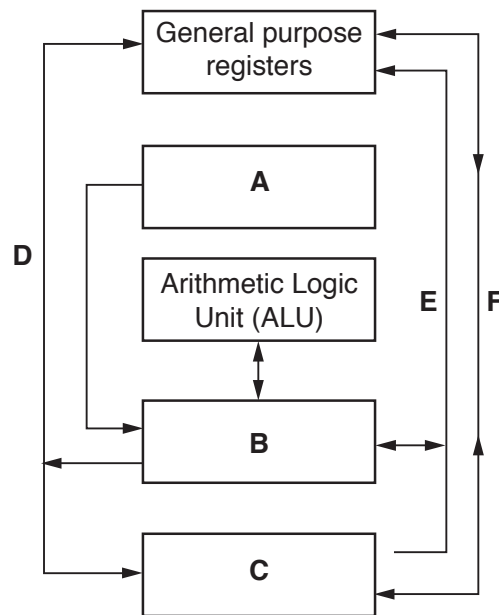 General purpose
registers
A
D
Arithmetic Logic
Unit (ALU)
E
F
B
C